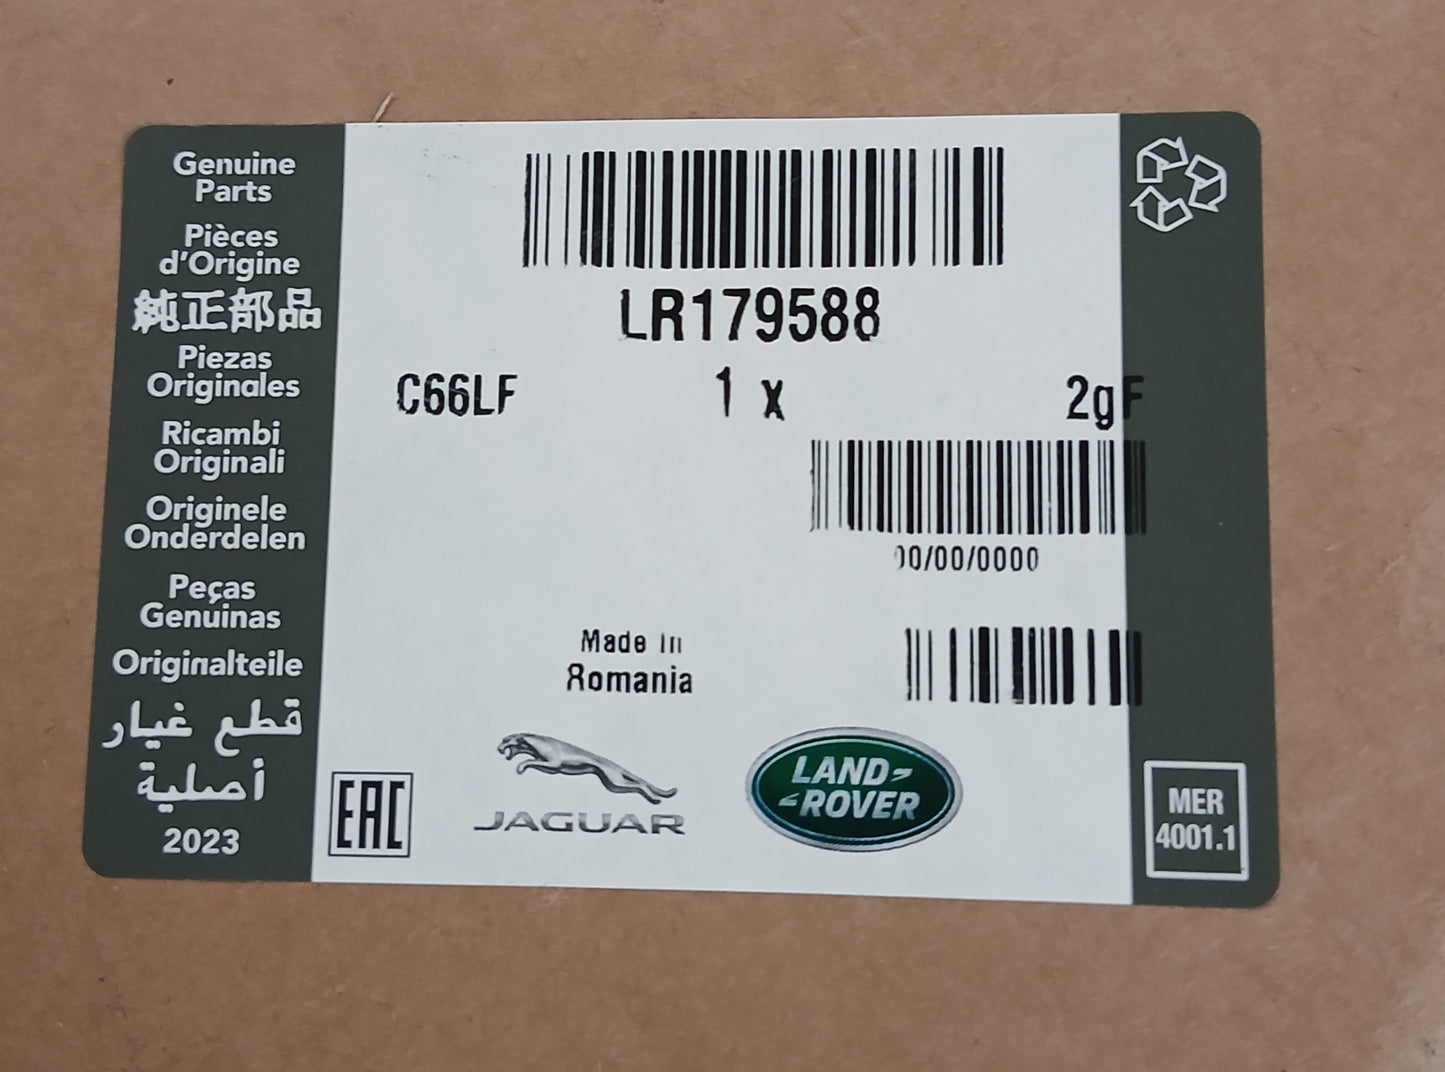 Genuine
Parts
Pièces
d'Origine
純正部品
Piezas
Originales
Ricambi
Originali
Originele
Onderdelen
Peças
Genuinas
Originalteile
قطع غيار
أصلية
2023
LR179588
C66LF 1 x 2gF
00/00/0000
Made in
Romania
EAC
JAGUAR
LAND-
-ROVER
MER
4001.1